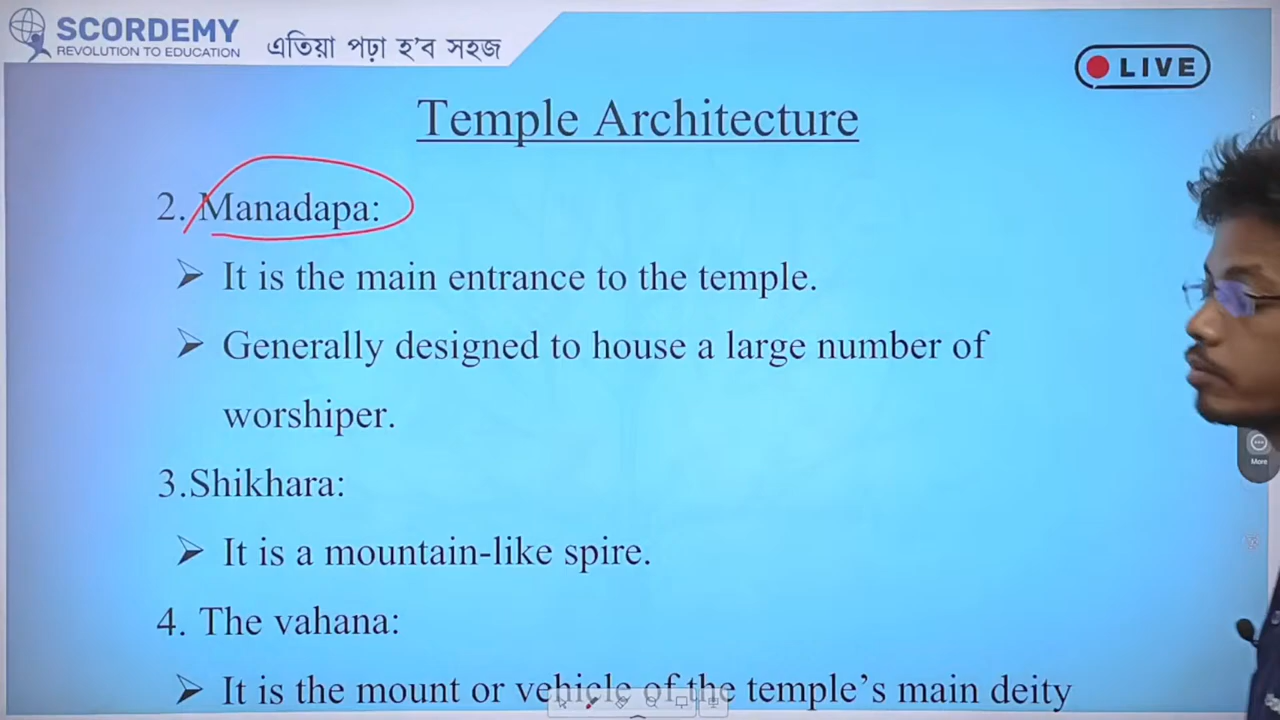 SCORDEMY
REVOLUTION TO EDUCATION
এতিয়া পঢ়া হ'ব সহজ
LIVE
Temple Architecture
2. Manadapa:
➢ It is the main entrance to the temple.
➢ Generally designed to house a large number of
worshiper.
3.Shikhara:
➢ It is a mountain-like spire.
4. The vahana:
➢ It is the mount or vehicle of the temple's main deity
More